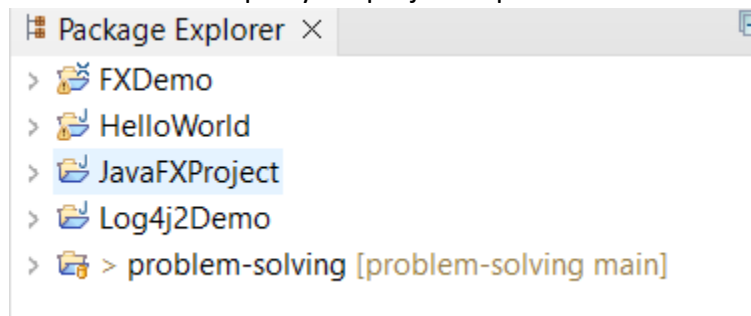 Package Explorer ×
> FXDemo
> HelloWorld
> JavaFXProject
> Log4j2Demo
> > problem-solving [problem-solving main]